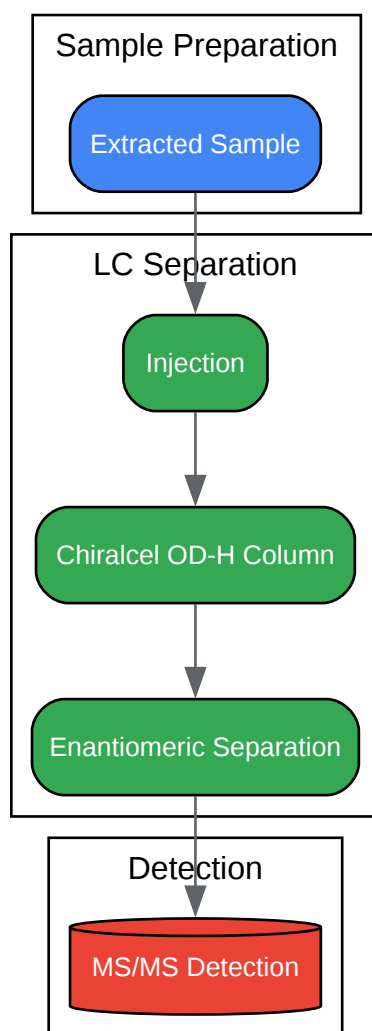 Sample Preparation
Extracted Sample
LC Separation
Injection
Chiralcel OD-H Column
Enantiomeric Separation
Detection
MS/MS Detection